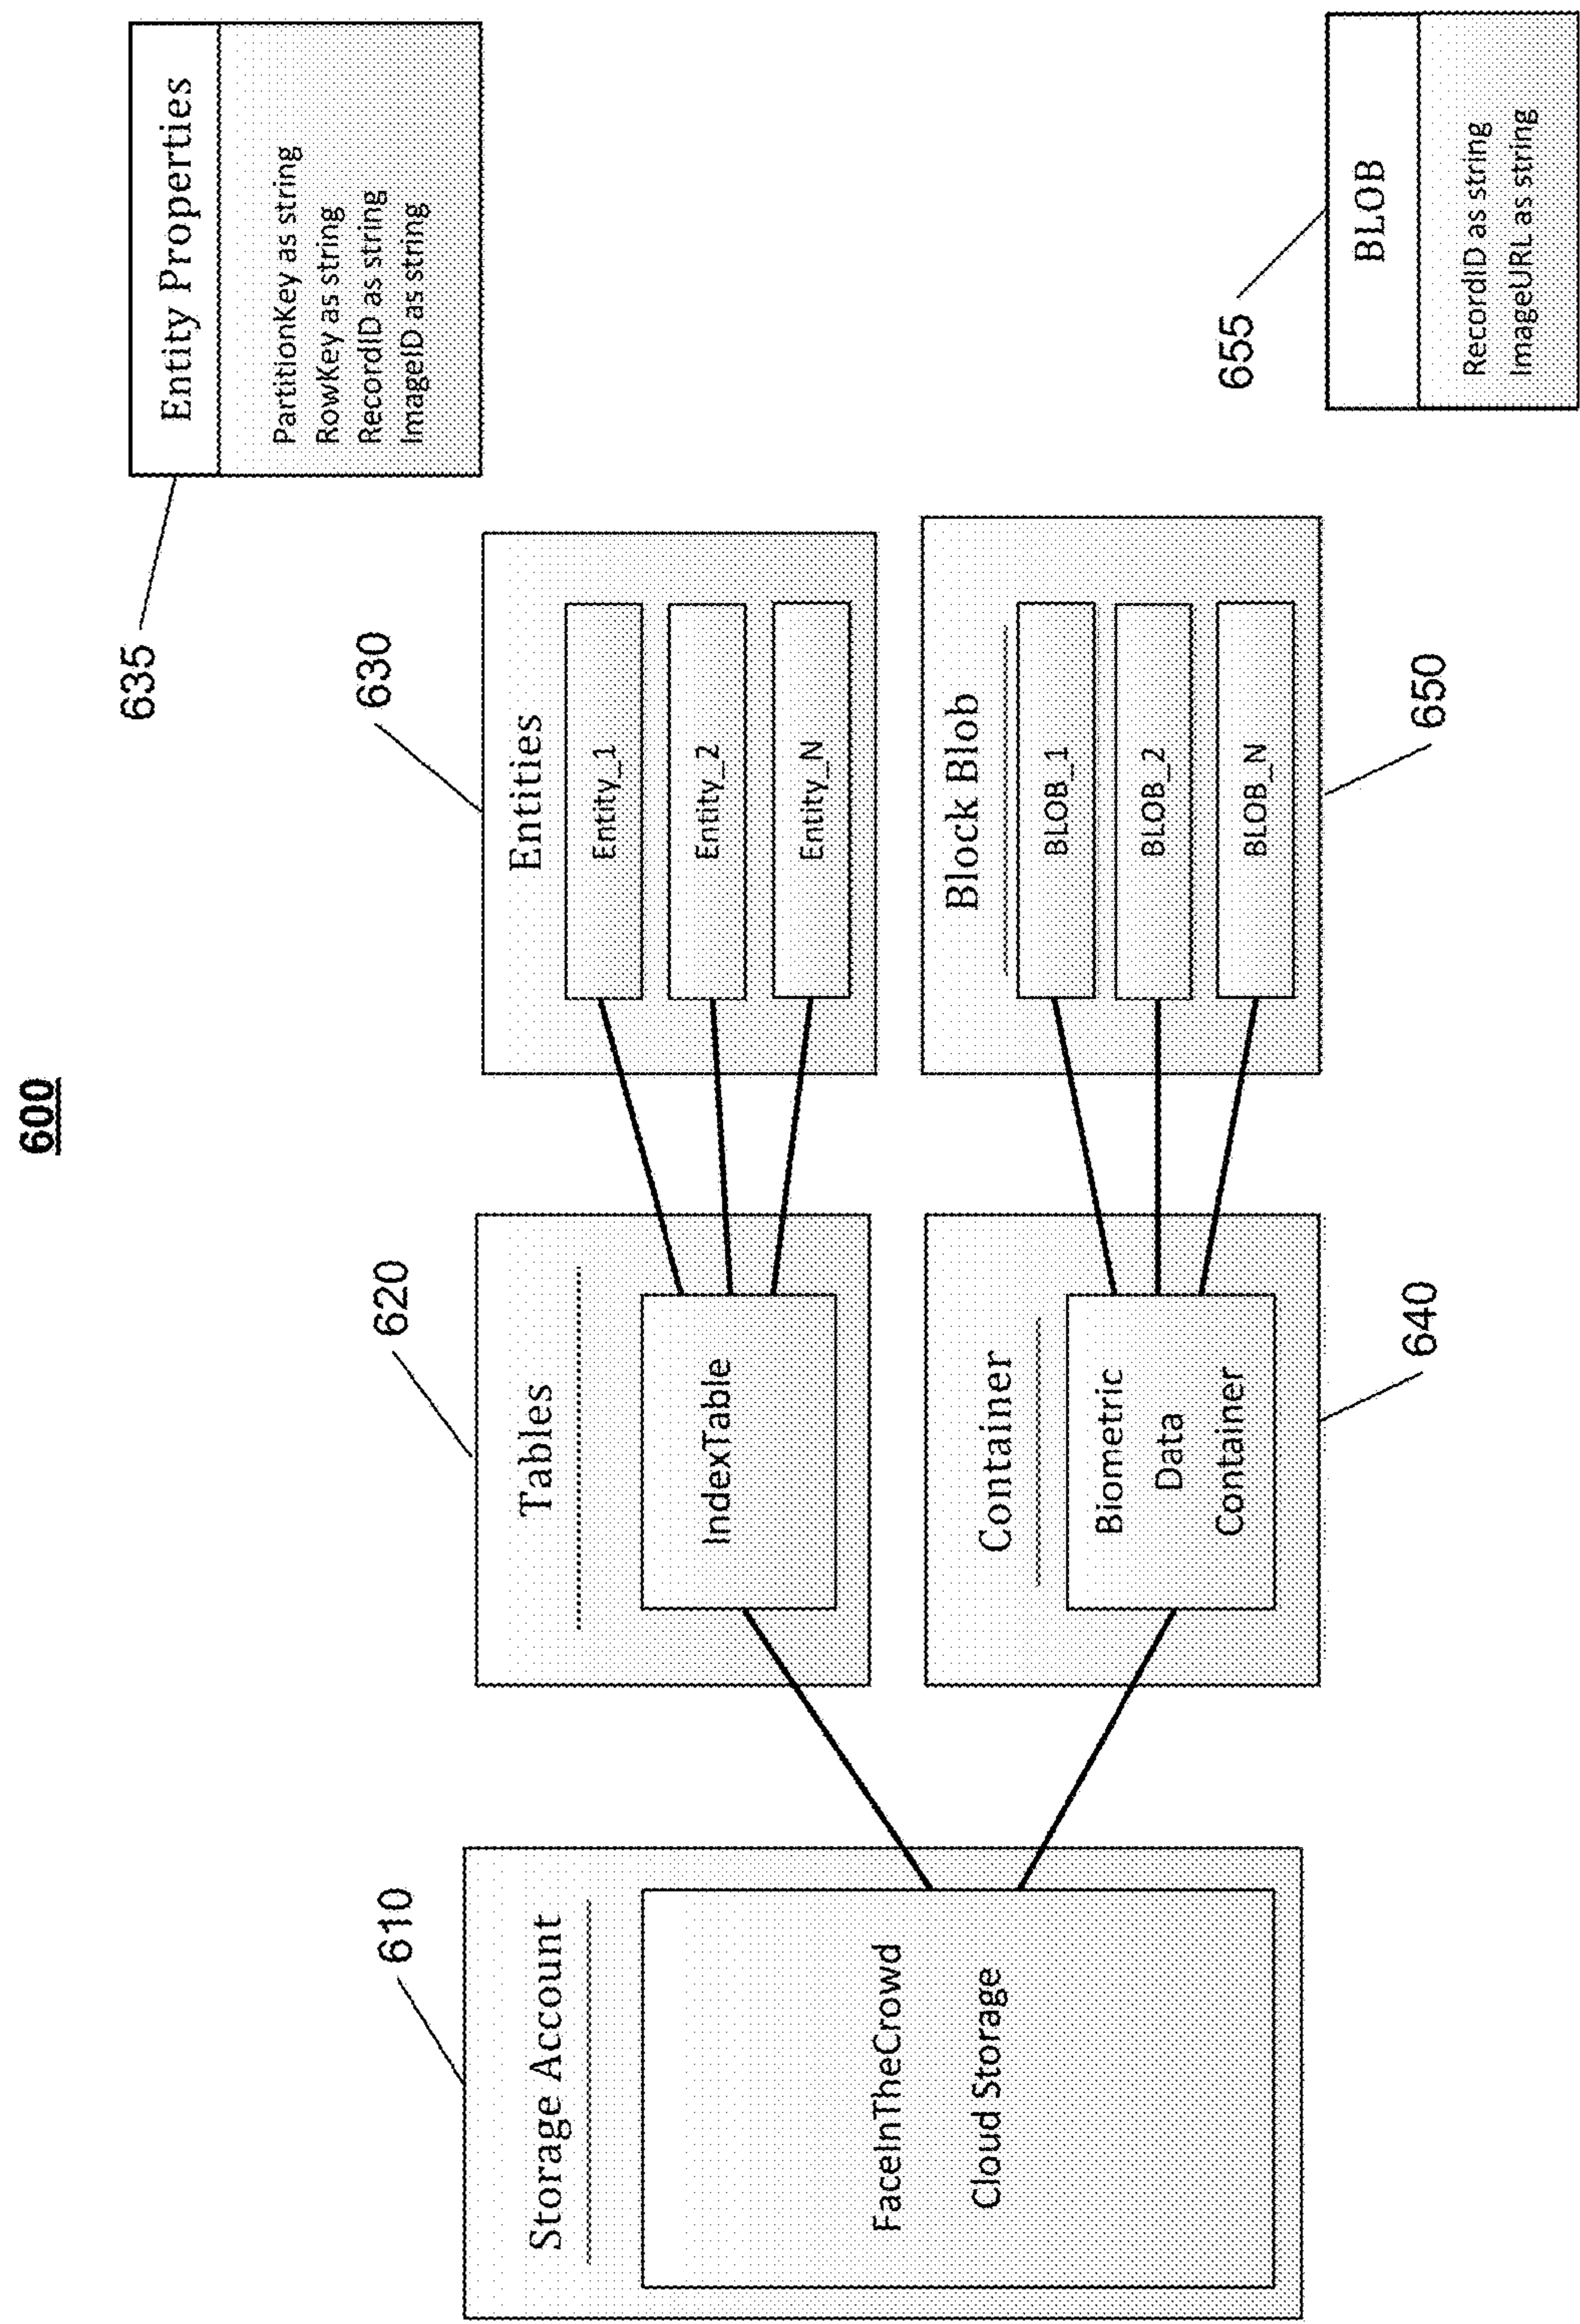 600
610
Storage Account
FaceInTheCrowd
Cloud Storage
620
Tables
IndexTable
630
Entities
Entity_1
Entity_2
Entity_N
635
Entity Properties
PartitionKey as string
RowKey as string
RecordID as string
ImageID as string
Container
Biometric
Data
Container
640
Block Blob
BLOB_1
BLOB_2
BLOB_N
650
655
BLOB
RecordID as string
ImageURL as string